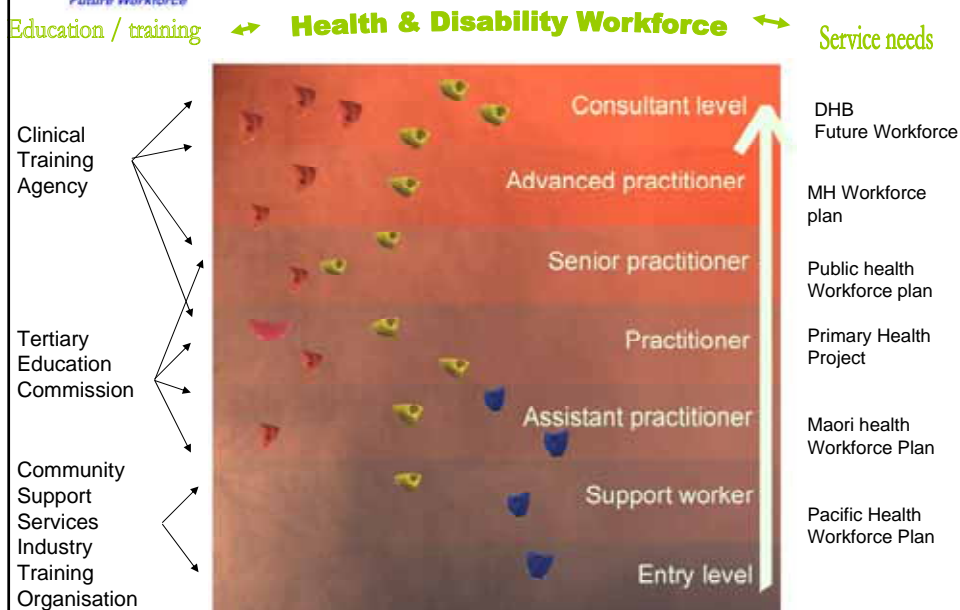 Future Workforce
Education / training
Health & Disability Workforce
Service needs
Clinical
Training
Agency
Tertiary
Education
Commission
Community
Support
Services
Industry
Training
Organisation
Consultant level
Advanced practitioner
Senior practitioner
Practitioner
Assistant practitioner
Support worker
Entry level
DHB
Future Workforce
MH Workforce
plan
Public health
Workforce plan
Primary Health
Project
Maori health
Workforce Plan
Pacific Health
Workforce Plan